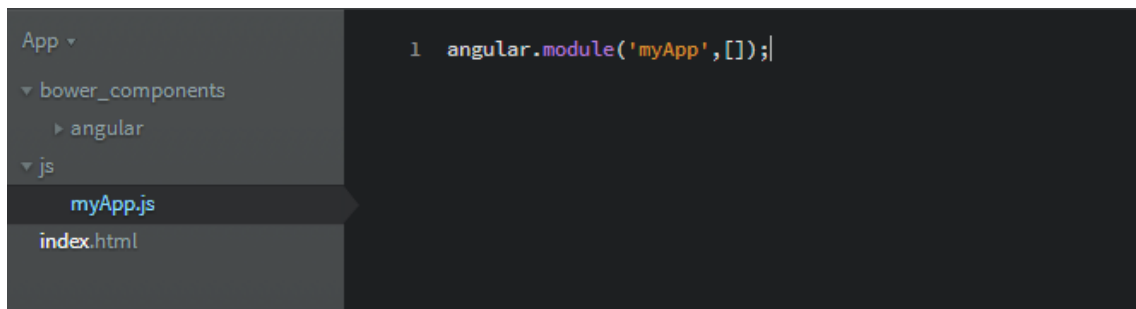 App
1 angular.module('myApp',[]);
bower_components
angular
js
myApp.js
index.html